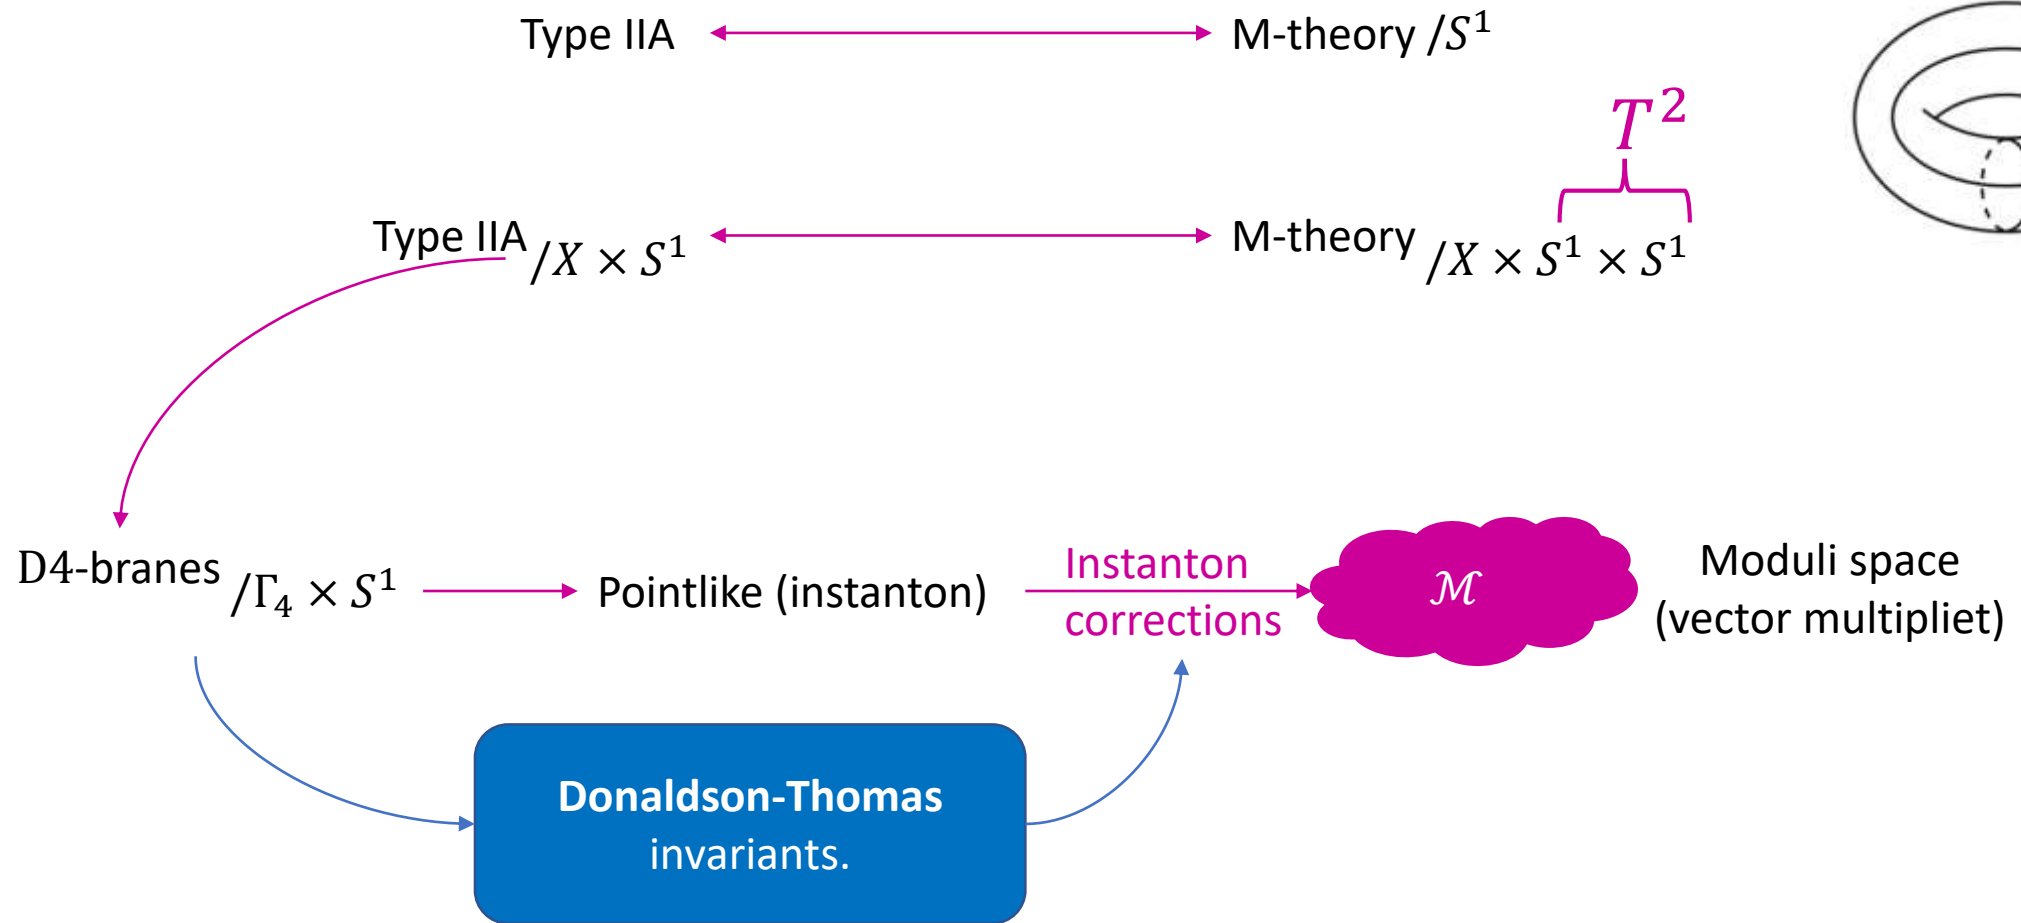 Type IIA
M-theory /S¹
T²
Type IIA /X × S¹
M-theory /X × S¹ × S¹
D4-branes /Γ₄ × S¹
Pointlike (instanton)
Instanton
corrections
ℳ
Moduli space
(vector multipliet)
Donaldson-Thomas
invariants.